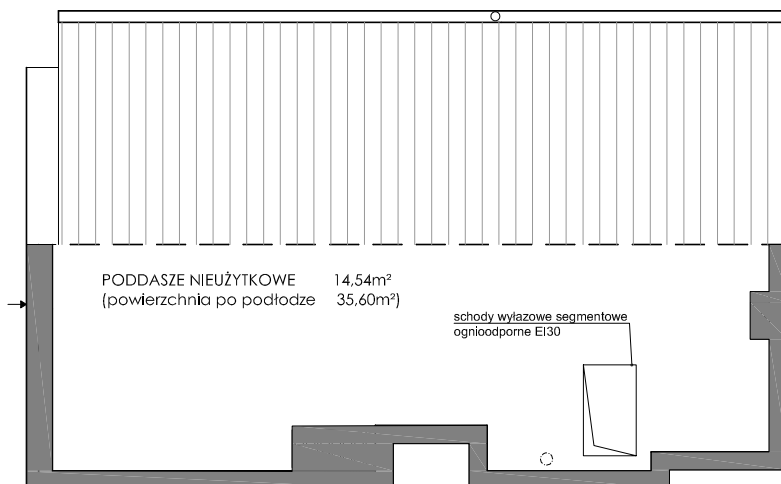 PODDASZE NIEUŻYTKOWE 14,54m²
(powierzchnia po podłodze 35,60m²)
schody wyłazowe segmentowe
ognioodporne EI30